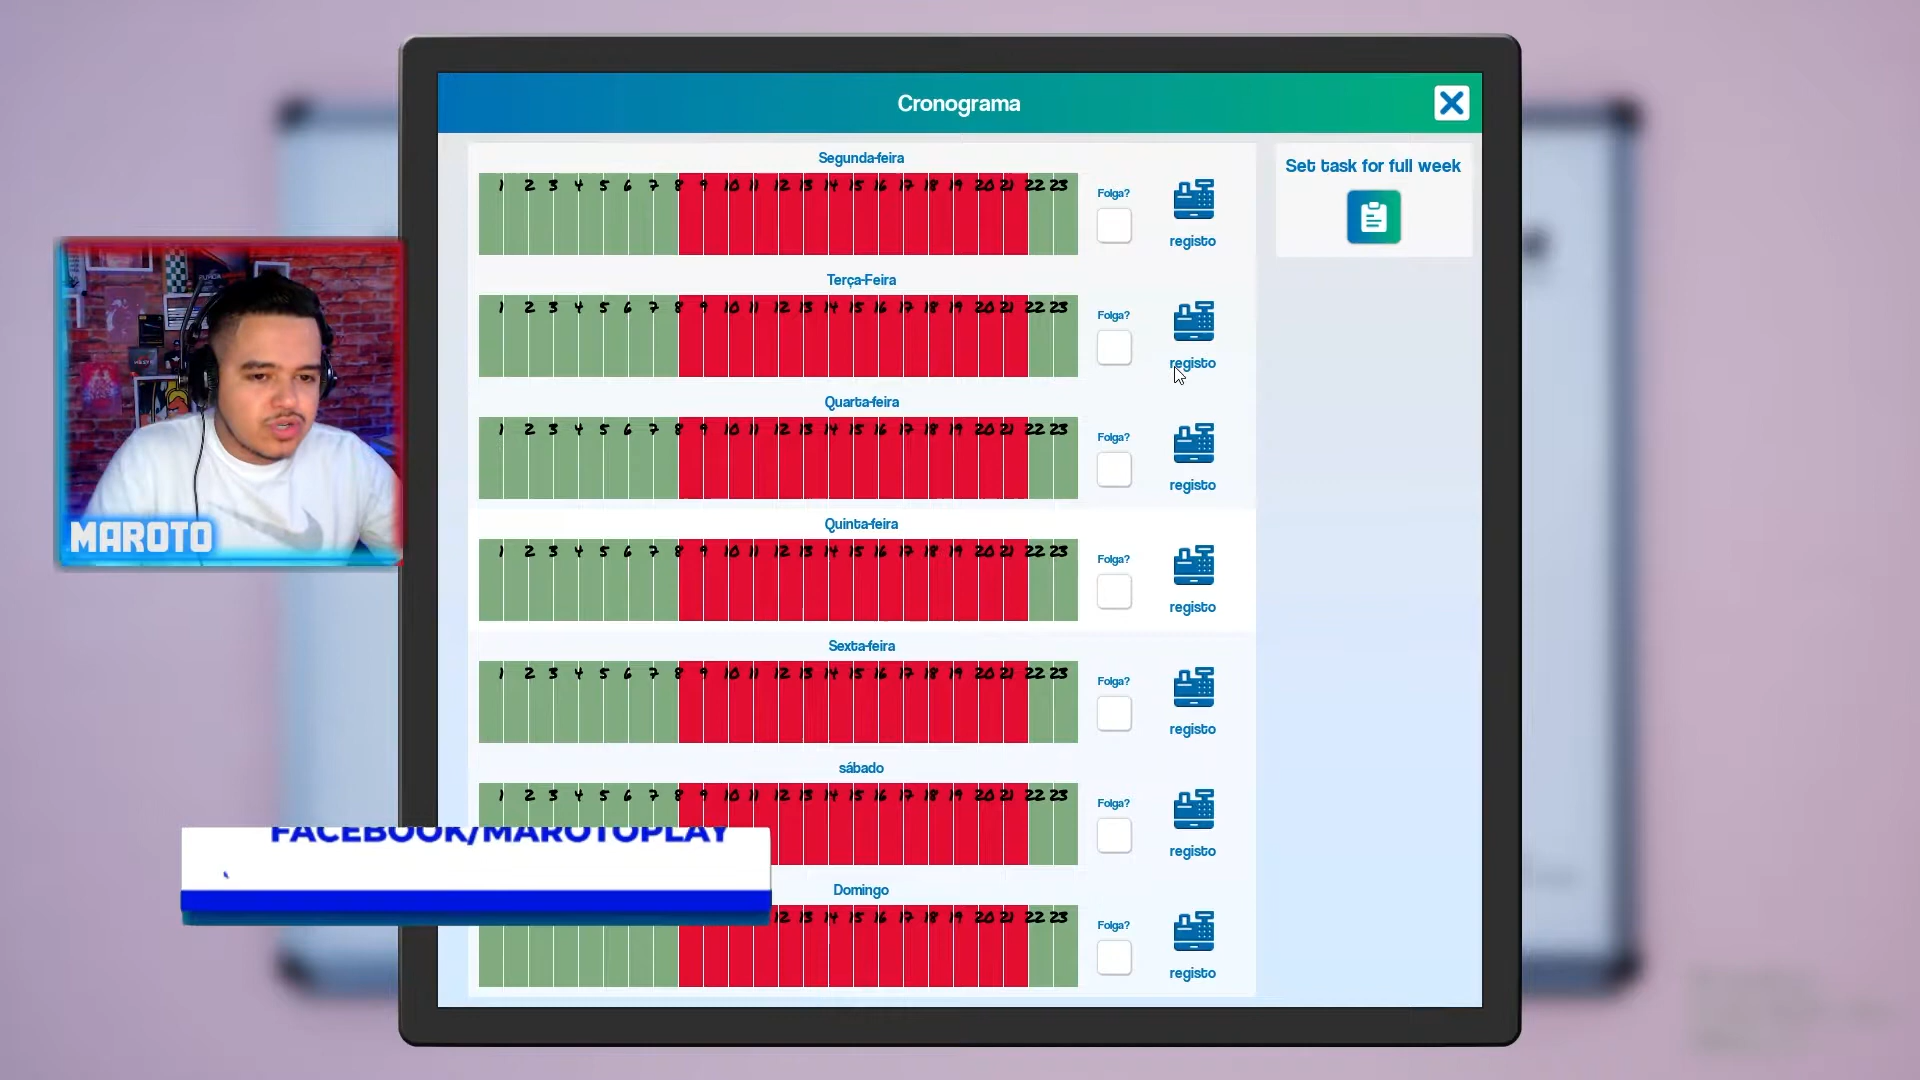 Cronograma
Segunda-feira
1 2 3 4 5 6 7 8 9 10 11 12 13 14 15 16 17 18 19 20 21 22 23
Folga?
registo
Set task for full week
Terça-Feira
1 2 3 4 5 6 7 8 9 10 11 12 13 14 15 16 17 18 19 20 21 22 23
Folga?
registo
Quarta-feira
1 2 3 4 5 6 7 8 9 10 11 12 13 14 15 16 17 18 19 20 21 22 23
Folga?
registo
Quinta-feira
1 2 3 4 5 6 7 8 9 10 11 12 13 14 15 16 17 18 19 20 21 22 23
Folga?
registo
MAROTO
Sexta-feira
1 2 3 4 5 6 7 8 9 10 11 12 13 14 15 16 17 18 19 20 21 22 23
Folga?
registo
sábado
1 2 3 4 5 6 7 8 9 10 11 12 13 14 15 16 17 18 19 20 21 22 23
Folga?
registo
FACEBOOK/MAROTOPLAY
Domingo
12 13 14 15 16 17 18 19 20 21 22 23
Folga?
registo